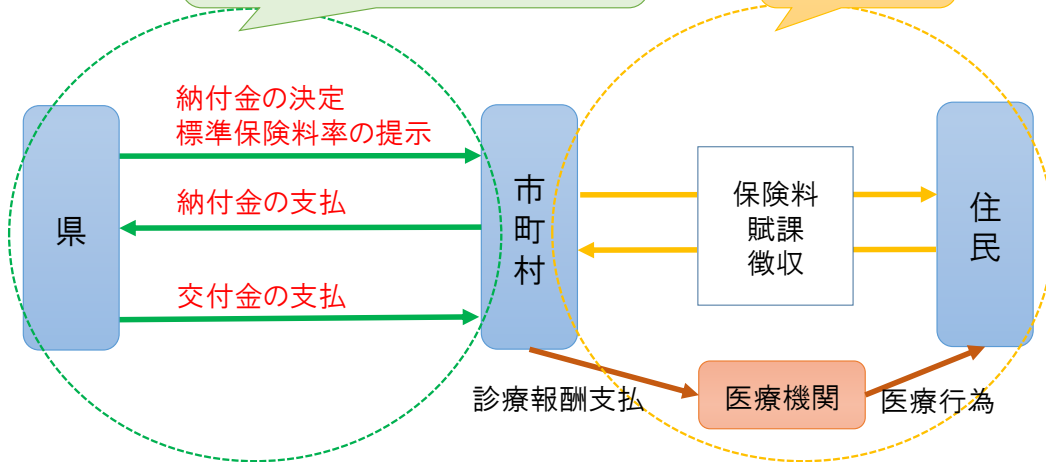 納付金の決定
標準保険料率の提示
県
納付金の支払
交付金の支払
市
町
村
保険料
賦課
徴収
住
民
診療報酬支払
医療機関
医療行為